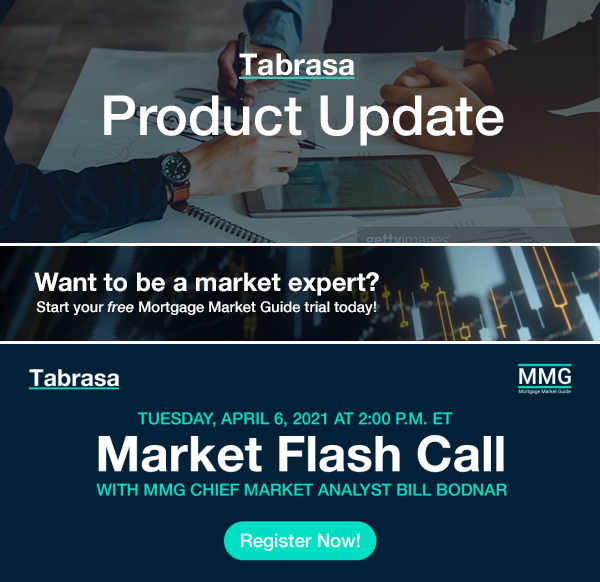 Tabrasa
Product Update
gettyimages®
Want to be a market expert?
Start your free Mortgage Market Guide trial today!
Tabrasa
MMG
Mortgage Market Guide
TUESDAY, APRIL 6, 2021 AT 2:00 P.M. ET
Market Flash Call
WITH MMG CHIEF MARKET ANALYST BILL BODNAR
Register Now!